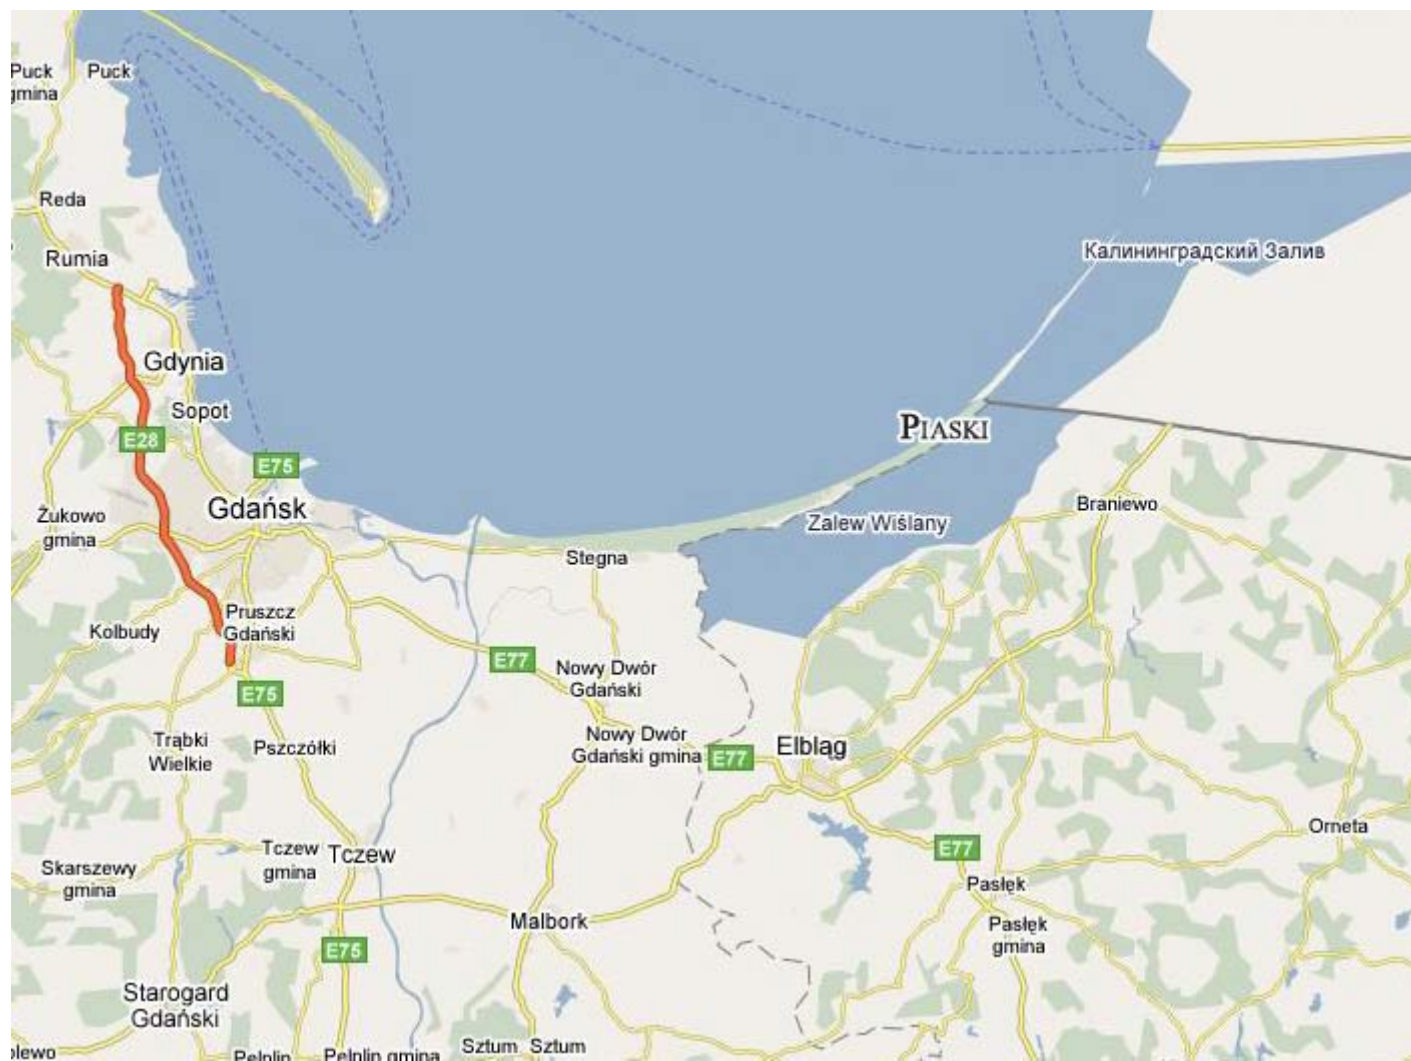 Puck
gmina
Puck
Reda
Rumia
Калининградский Залив
Gdynia
Sopot
PIASKI
E28
E75
Gdańsk
Żukowo
gmina
Zalew Wiślany
Braniewo
Stegna
Pruszcz
Gdański
Kolbudy
E77
Nowy Dwór
Gdański
E75
Trąbki
Wielkie
Pszczółki
Nowy Dwór
Gdański gmina
E77
Elbląg
Orneta
Skarszewy
gmina
Tczew
gmina
Tczew
E77
Pasłęk
Malbork
Pasłęk
gmina
E75
Starogard
Gdański
olewo
Pelplin
Pelplin gmina
Sztum
Sztum